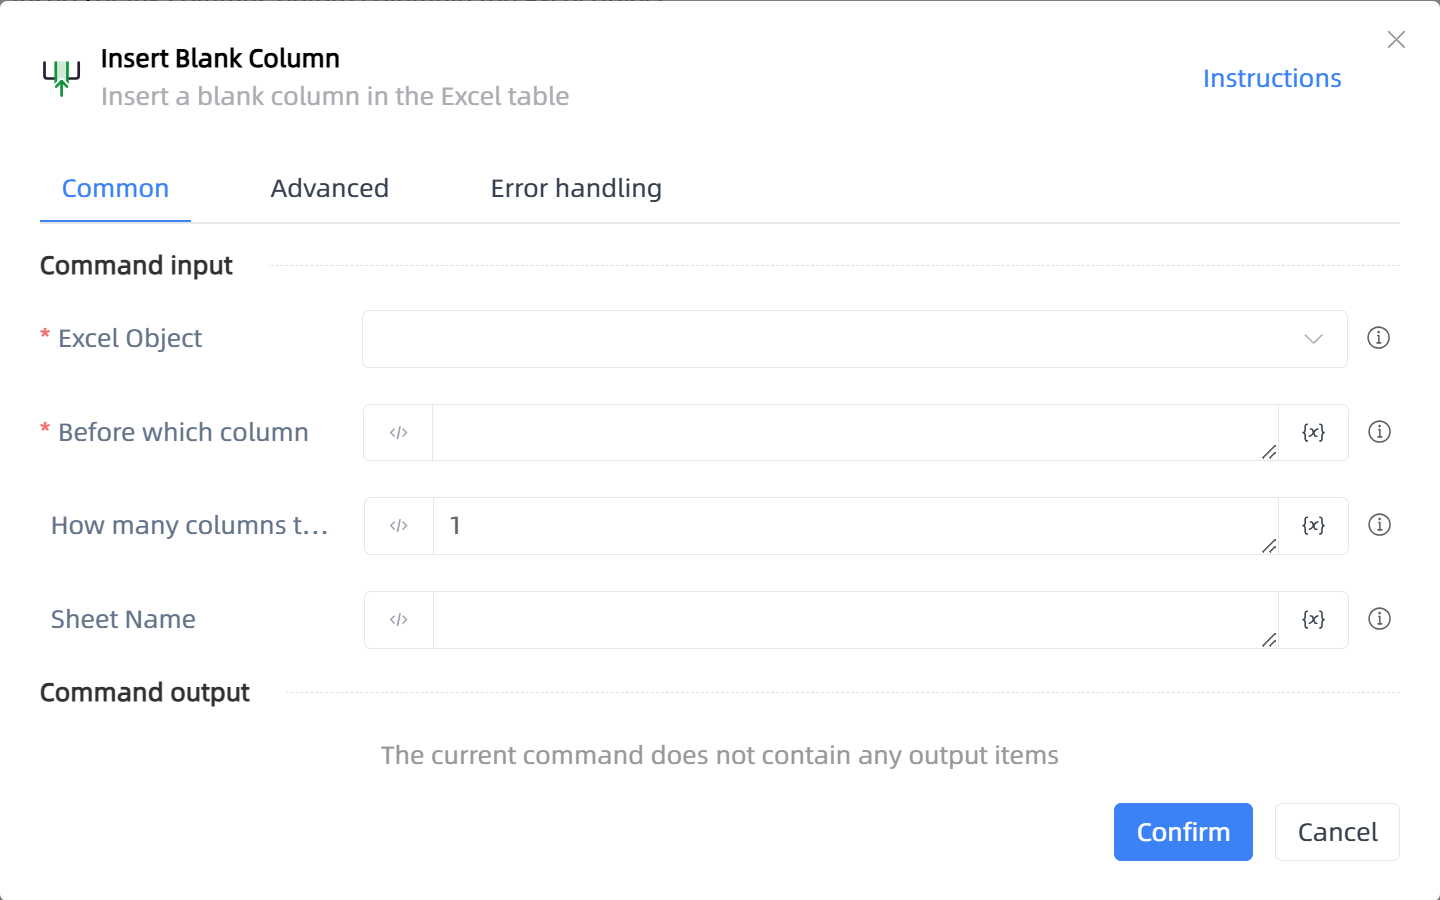 Insert Blank Column
Insert a blank column in the Excel table
Instructions
Common
Advanced
Error handling
Command input
* Excel Object
* Before which column
</>
{x}
How many columns t...
</>
1
{x}
Sheet Name
</>
{x}
Command output
The current command does not contain any output items
Confirm
Cancel